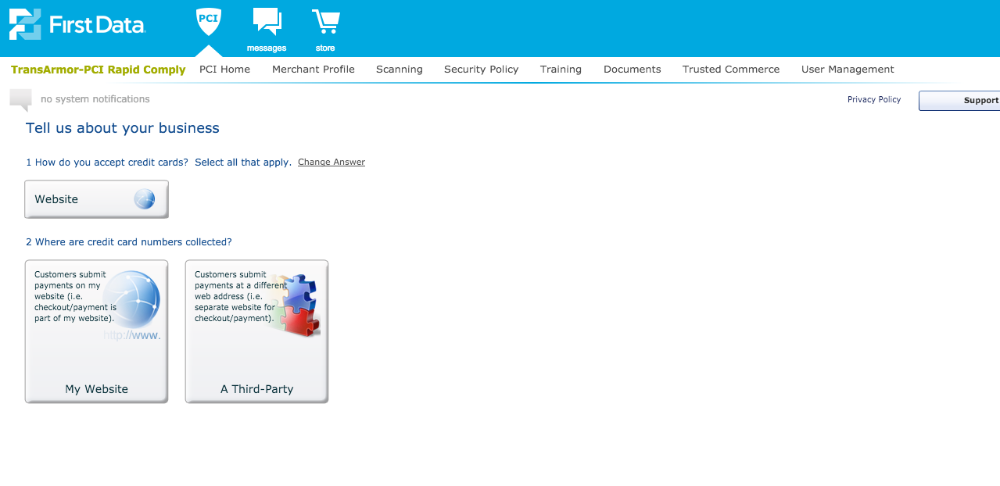 First Data
PCI
messages
store
TransArmor-PCI Rapid Comply
PCI Home
Merchant Profile
Scanning
Security Policy
Training
Documents
Trusted Commerce
User Management
no system notifications
Privacy Policy
Support
Tell us about your business
1 How do you accept credit cards? Select all that apply. Change Answer
Website
2 Where are credit card numbers collected?
Customers submit
payments on my
website (i.e.
checkout/payment is
part of my website).
http://www.
My Website
Customers submit
payments at a different
web address (i.e.
separate website for
checkout/payment).
A Third-Party